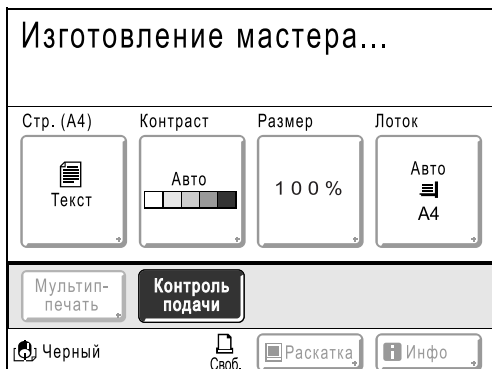 Изготовление мастера...
Стр. (A4) Контраст Размер Лоток
Текст
Авто
100%
Авто
A4
Мультип-
печать
Контроль
подачи
Черный
Своб.
Раскатка
Инфо